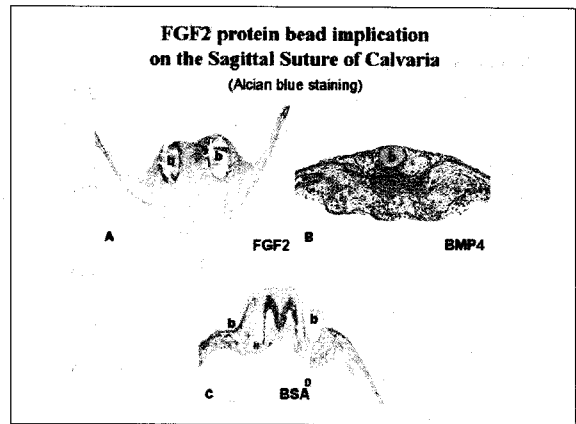 FGF2 protein bead implication
on the Sagittal Suture of Calvaria
(Alcian blue staining)
b
A
FGF2
B
BMP4
b
b
C
BSA
D